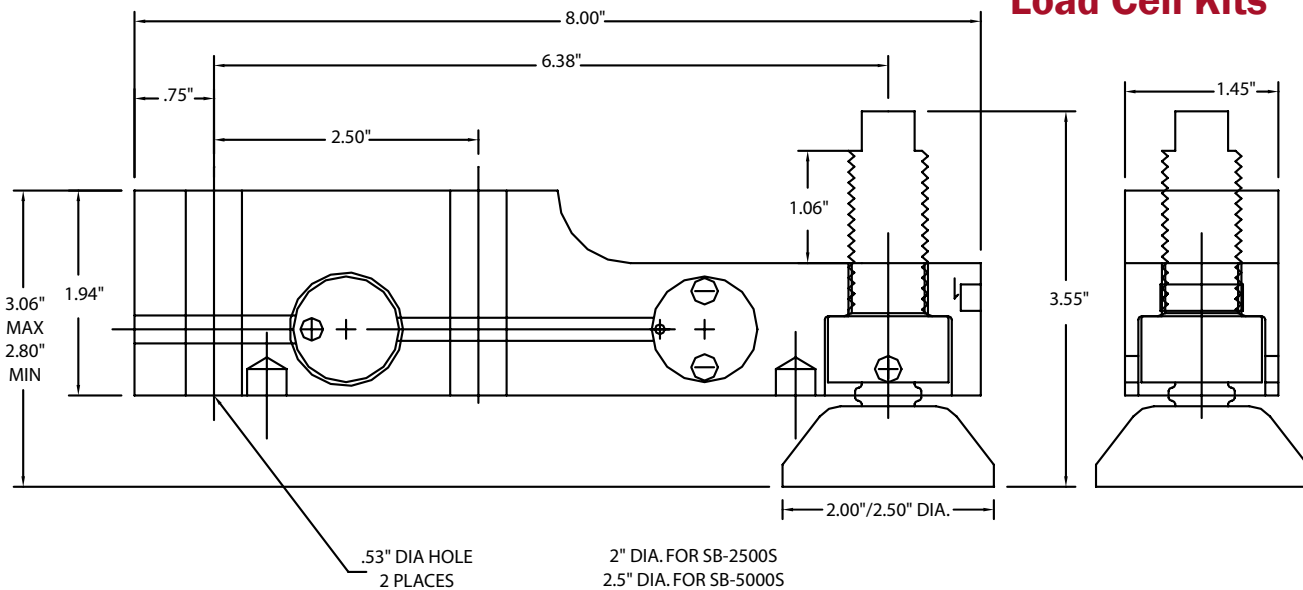 Load Cell Kits
8.00"
6.38"
.75"
1.45"
2.50"
1.06"
3.06"
MAX
2.80"
MIN
1.94"
3.55"
2.00"/2.50" DIA.
.53" DIA HOLE
2 PLACES
2" DIA. FOR SB-2500S
2.5" DIA. FOR SB-5000S